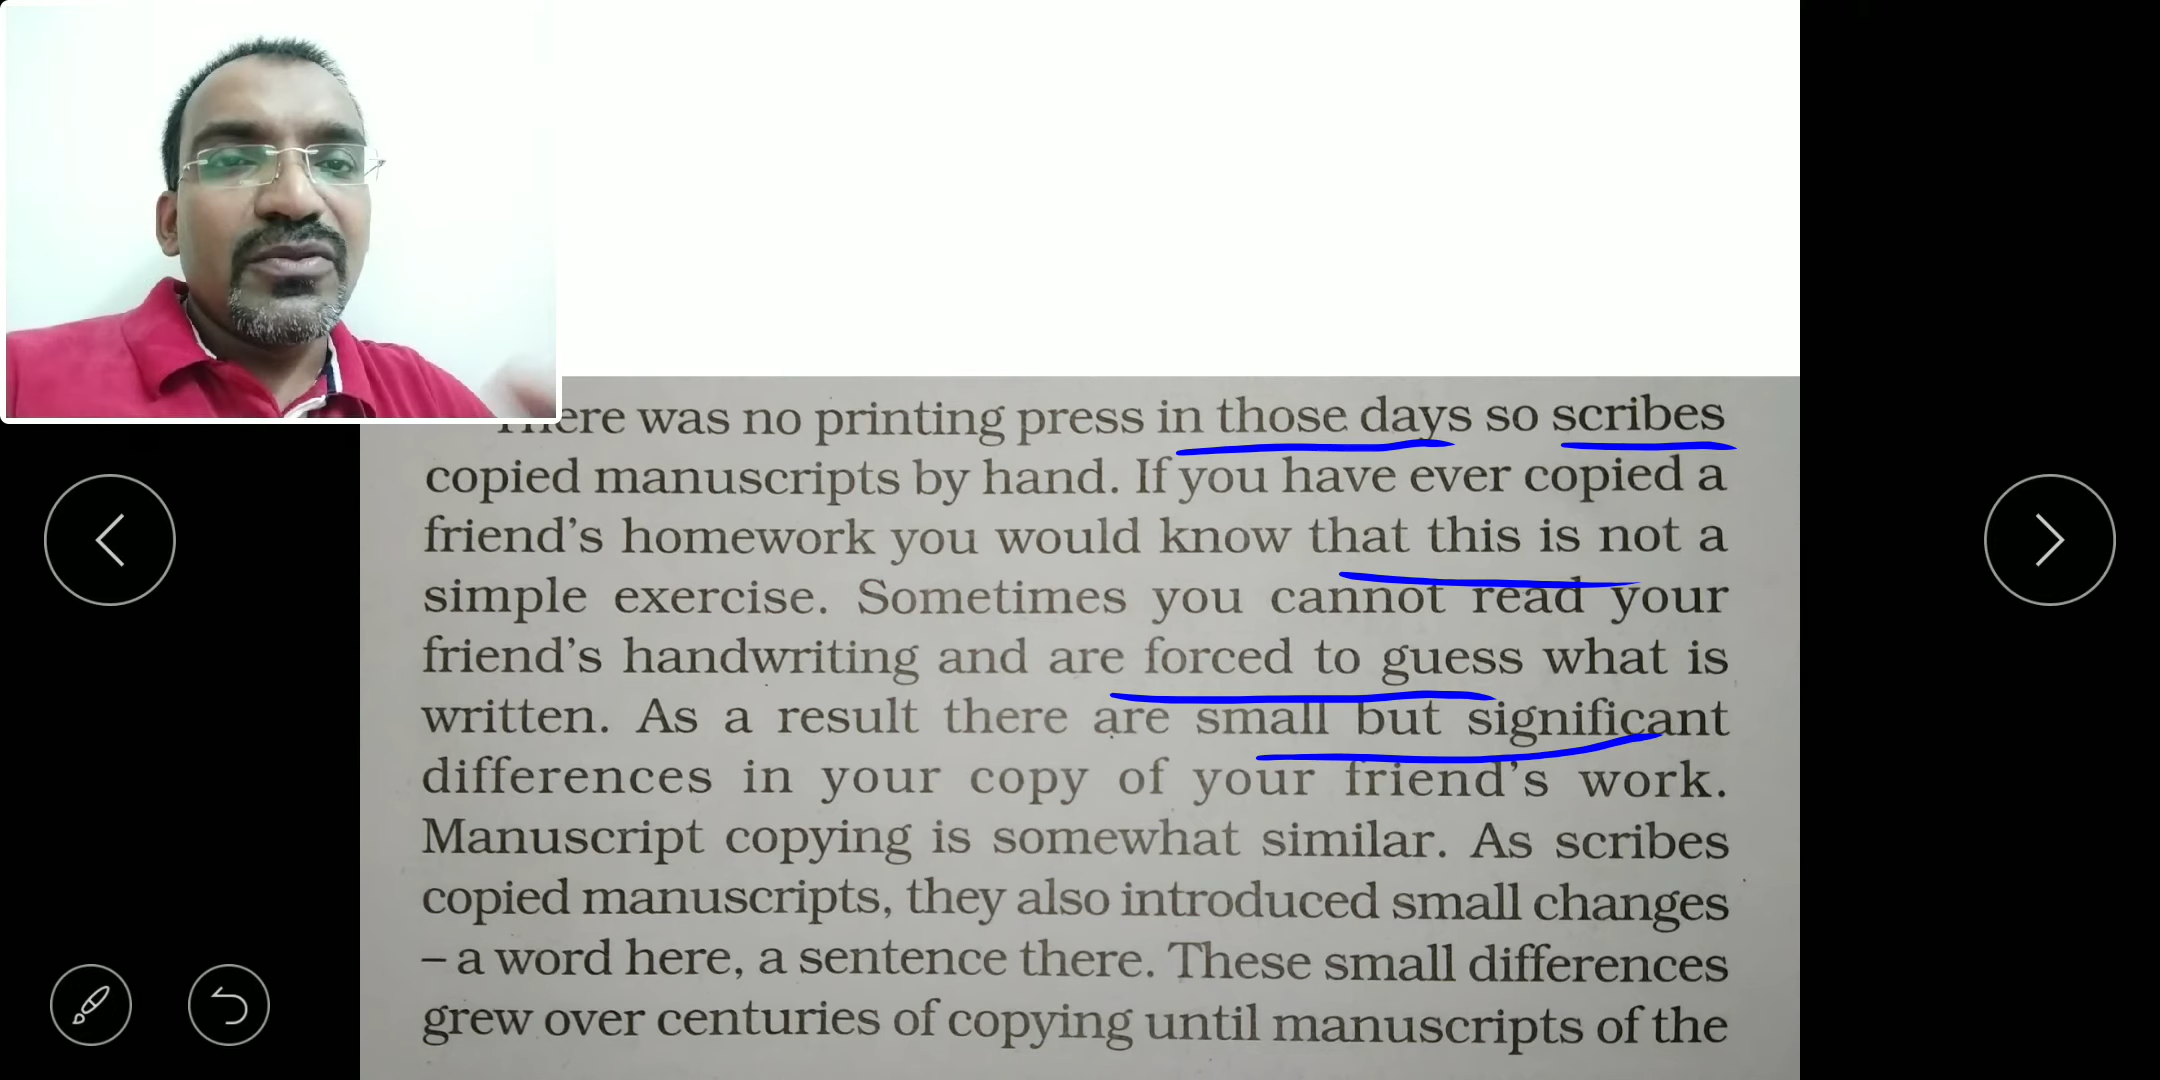 There was no printing press in those days so scribes
copied manuscripts by hand. If you have ever copied a
friend's homework you would know that this is not a
simple exercise. Sometimes you cannot read your
friend's handwriting and are forced to guess what is
written. As a result there are small but significant
differences in your copy of your friend's work.
Manuscript copying is somewhat similar. As scribes
copied manuscripts, they also introduced small changes
– a word here, a sentence there. These small differences
grew over centuries of copying until manuscripts of the